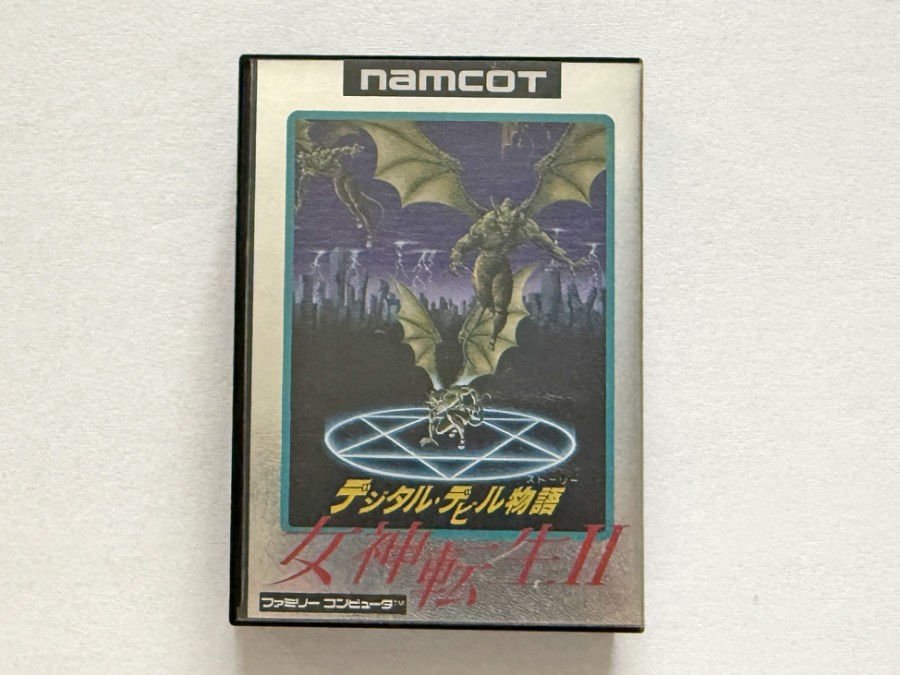 namcot
ストーリー
デジタル・デビル物語
女神転生II
ファミリー コンピュータ™